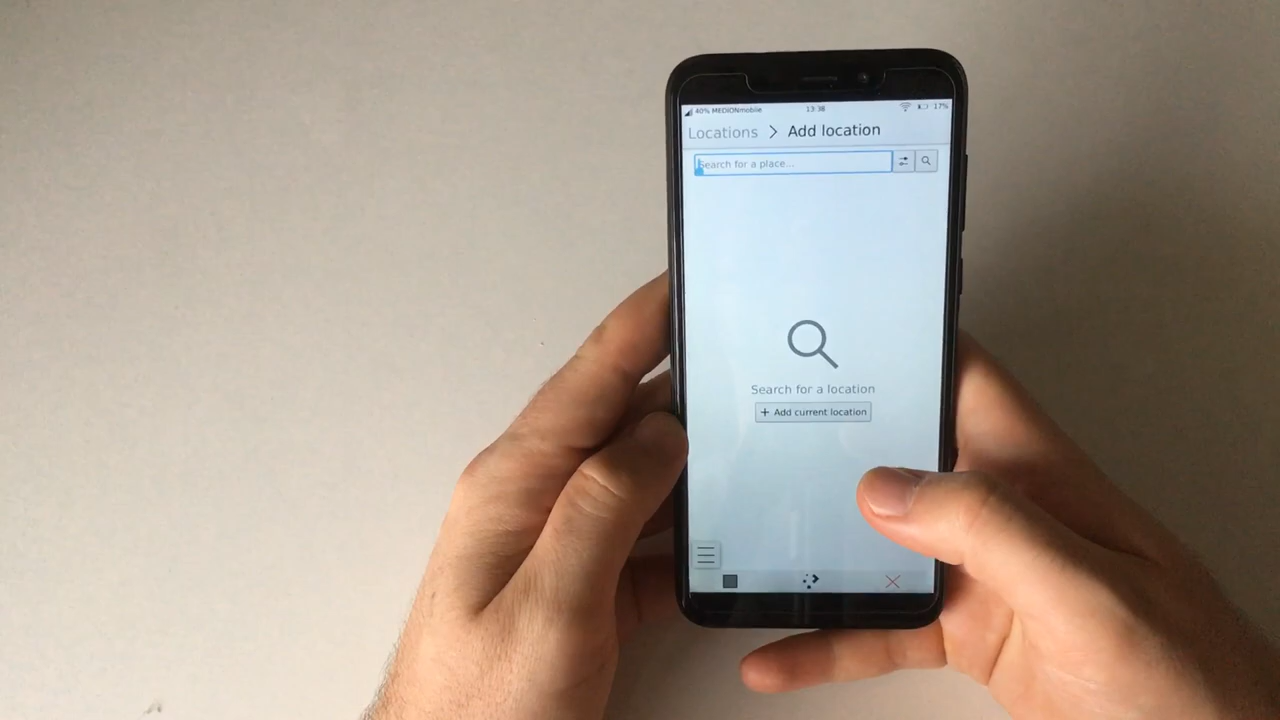 40% MEDIONmobile 13:38 17%
Locations > Add location
Search for a place...
Search for a location
+ Add current location